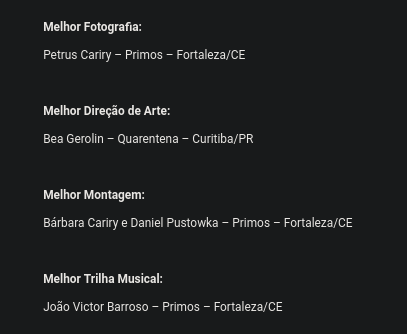 Melhor Fotografia:
Petrus Cariry – Primos – Fortaleza/CE
Melhor Direção de Arte:
Bea Gerolin – Quarentena – Curitiba/PR
Melhor Montagem:
Bárbara Cariry e Daniel Pustowka – Primos – Fortaleza/CE
Melhor Trilha Musical:
João Victor Barroso – Primos – Fortaleza/CE